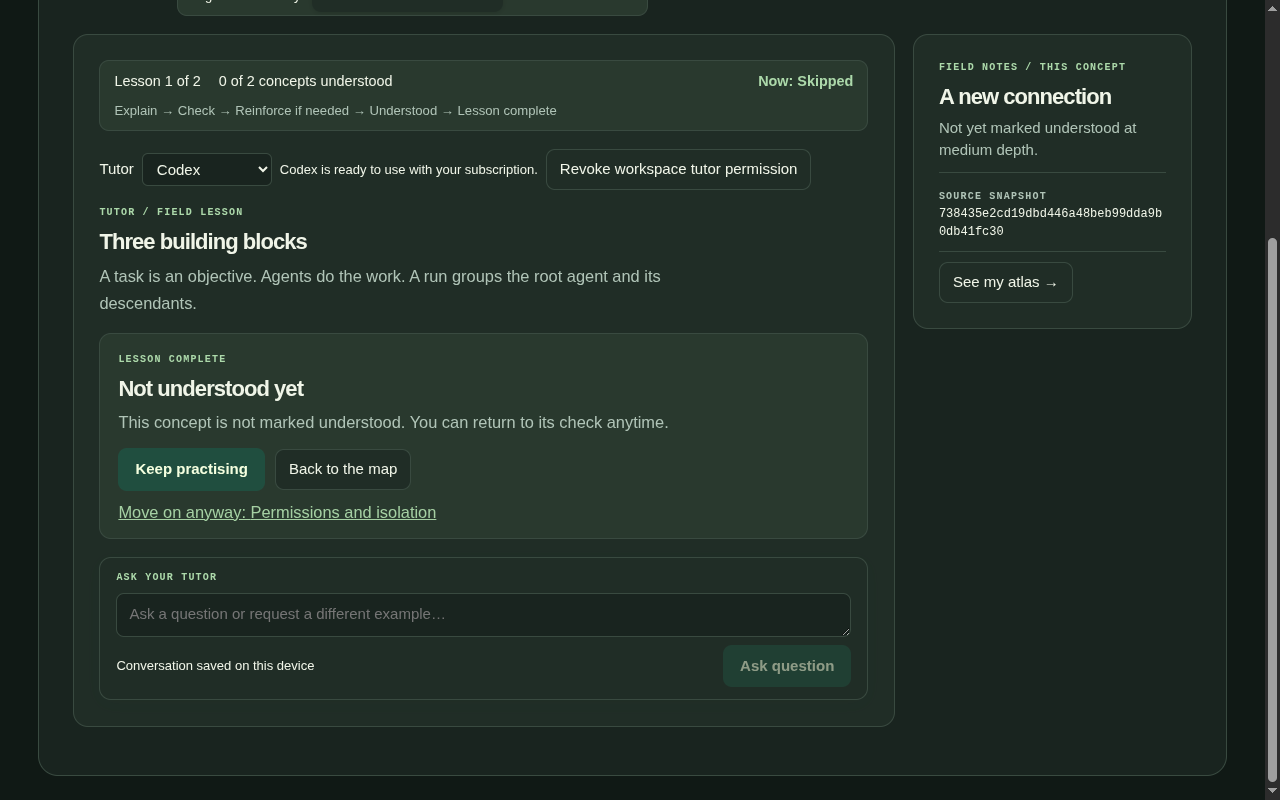 Lesson 1 of 2 0 of 2 concepts understood Now: Skipped
Explain → Check → Reinforce if needed → Understood → Lesson complete
Tutor Codex Codex is ready to use with your subscription. Revoke workspace tutor permission
TUTOR / FIELD LESSON
Three building blocks
A task is an objective. Agents do the work. A run groups the root agent and its
descendants.
LESSON COMPLETE
Not understood yet
This concept is not marked understood. You can return to its check anytime.
Keep practising Back to the map
Move on anyway: Permissions and isolation
ASK YOUR TUTOR
Ask a question or request a different example…
Conversation saved on this device Ask question
FIELD NOTES / THIS CONCEPT
A new connection
Not yet marked understood at
medium depth.
SOURCE SNAPSHOT
738435e2cd19dbd446a48beb99dda9b
0db41fc30
See my atlas →